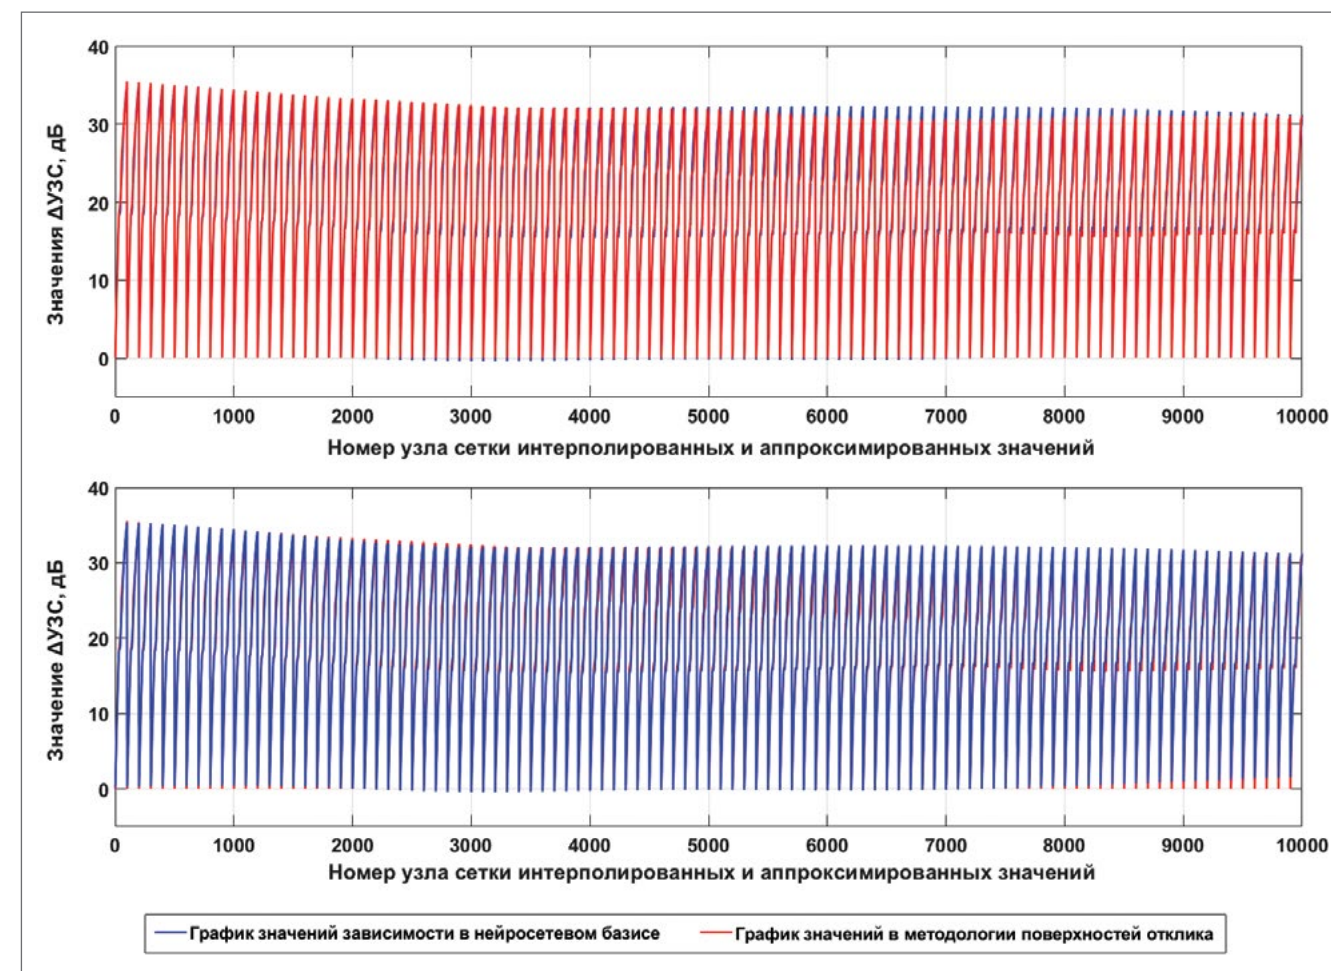 40
30
20
10
0
Значения ΔУЗС, дБ
0 1000 2000 3000 4000 5000 6000 7000 8000 9000 10000
Номер узла сетки интерполированных и аппроксимированных значений
40
30
20
10
0
Значение ΔУЗС, дБ
0 1000 2000 3000 4000 5000 6000 7000 8000 9000 10000
Номер узла сетки интерполированных и аппроксимированных значений
График значений зависимости в нейросетевом базисе График значений в методологии поверхностей отклика